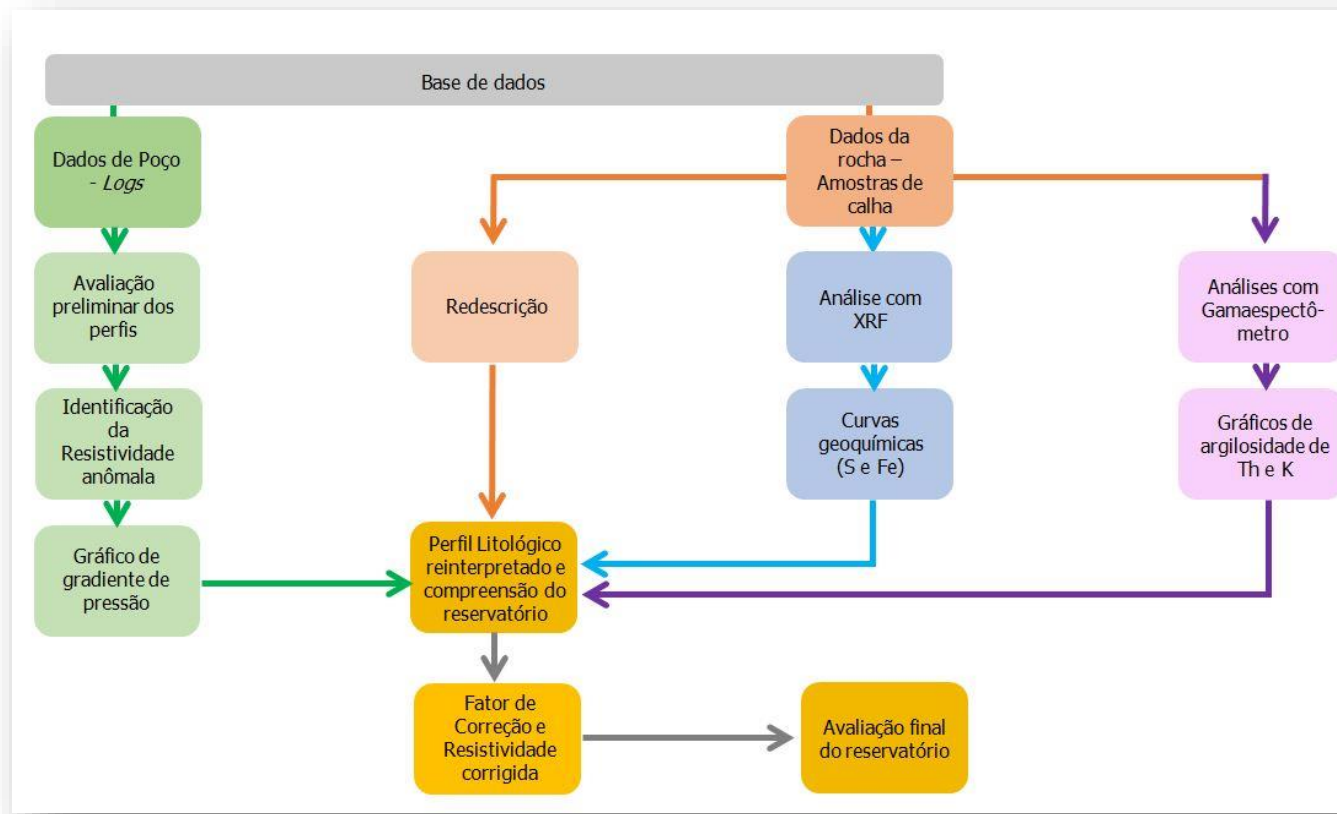 Base de dados
Dados de Poço
- Logs
Dados da
rocha –
Amostras de
calha
Avaliação
preliminar dos
perfis
Redescrição
Análise com
XRF
Análises com
Gamaespectô-
metro
Identificação
da
Resistividade
anômala
Curvas
geoquímicas
(S e Fe)
Gráficos de
argilosidade de
Th e K
Gráfico de
gradiente de
pressão
Perfil Litológico
reinterpretado e
compreensão do
reservatório
Fator de
Correção e
Resistividade
corrigida
Avaliação final
do reservatório